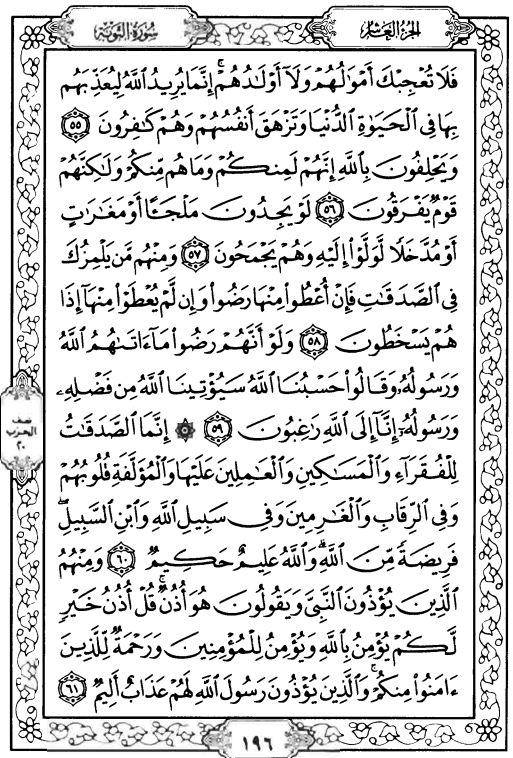 الجزء العاشر
سورة التوبة
فَلَا تُعْجِبْكَ أَمْوَٰلُهُمْ وَلَآ أَوْلَٰدُهُمْ ۚ إِنَّمَا يُرِيدُ ٱللَّهُ لِيُعَذِّبَهُم
بِهَا فِى ٱلْحَيَوٰةِ ٱلدُّنْيَا وَتَزْهَقَ أَنفُسُهُمْ وَهُمْ كَٰفِرُونَ ٥٥
وَيَحْلِفُونَ بِٱللَّهِ إِنَّهُمْ لَمِنكُمْ وَمَا هُم مِّنكُمْ وَلَٰكِنَّهُمْ
قَوْمٌ يَفْرَقُونَ ٥٦ لَوْ يَجِدُونَ مَلْجَـًٔا أَوْ مَغَٰرَٰتٍ
أَوْ مُدَّخَلًا لَّوَلَّوْا۟ إِلَيْهِ وَهُمْ يَجْمَحُونَ ٥٧ وَمِنْهُم مَّن يَلْمِزُكَ
فِى ٱلصَّدَقَٰتِ فَإِنْ أُعْطُوا۟ مِنْهَا رَضُوا۟ وَإِن لَّمْ يُعْطَوْا۟ مِنْهَآ إِذَا
هُمْ يَسْخَطُونَ ٥٨ وَلَوْ أَنَّهُمْ رَضُوا۟ مَآ ءَاتَىٰهُمُ ٱللَّهُ
وَرَسُولُهُۥ وَقَالُوا۟ حَسْبُنَا ٱللَّهُ سَيُؤْتِينَا ٱللَّهُ مِن فَضْلِهِۦ
وَرَسُولُهُۥٓ إِنَّآ إِلَى ٱللَّهِ رَٰغِبُونَ ٥٩ ۞ إِنَّمَا ٱلصَّدَقَٰتُ
لِلْفُقَرَآءِ وَٱلْمَسَٰكِينِ وَٱلْعَٰمِلِينَ عَلَيْهَا وَٱلْمُؤَلَّفَةِ قُلُوبُهُمْ
وَفِى ٱلرِّقَابِ وَٱلْغَٰرِمِينَ وَفِى سَبِيلِ ٱللَّهِ وَٱبْنِ ٱلسَّبِيلِ ۖ
فَرِيضَةً مِّنَ ٱللَّهِ ۗ وَٱللَّهُ عَلِيمٌ حَكِيمٌ ٦٠ وَمِنْهُمُ
ٱلَّذِينَ يُؤْذُونَ ٱلنَّبِىَّ وَيَقُولُونَ هُوَ أُذُنٌ ۚ قُلْ أُذُنُ خَيْرٍ
لَّكُمْ يُؤْمِنُ بِٱللَّهِ وَيُؤْمِنُ لِلْمُؤْمِنِينَ وَرَحْمَةٌ لِّلَّذِينَ
ءَامَنُوا۟ مِنكُمْ ۚ وَٱلَّذِينَ يُؤْذُونَ رَسُولَ ٱللَّهِ لَهُمْ عَذَابٌ أَلِيمٌ ٦١
نصف
الحزب
٢٠
١٩٦